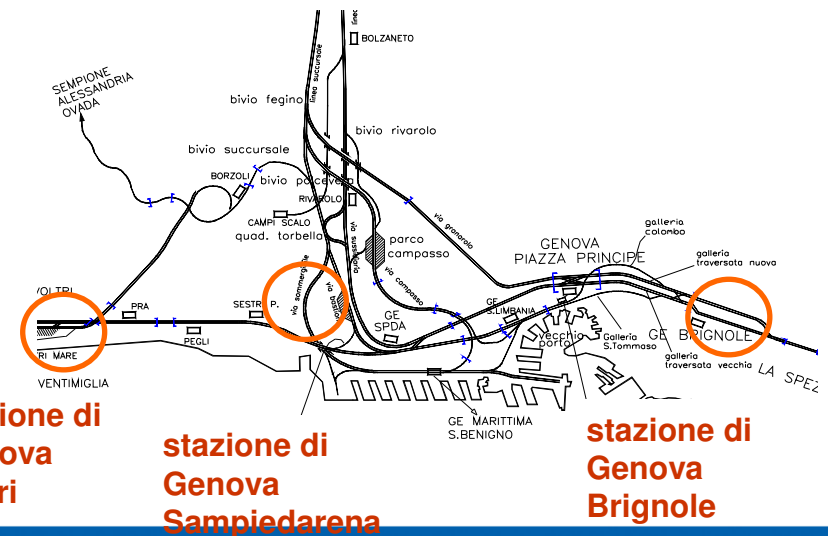 BOLZANETO
linea succursale
SEMPIONE
ALESSANDRIA
OVADA
bivio fegino
bivio rivarolo
bivio succursale
BORZOLI
bivio polcevera
RIVAROLO
CAMPI SCALO
quad. torbella
via sussidiaria
parco
campasso
via granarolo
galleria
colombo
GENOVA
PIAZZA PRINCIPE
galleria
traversata nuova
via sommergibile
via bastioni
via campasso
VOLTRI
PRA
SESTRI P.
PEGLI
GE
SPDA
GE
S.LIMBANIA
vecchio
porto
Galleria
S.Tommaso
GE BRIGNOLE
galleria
traversata vecchia
LA SPEZ
TRI MARE
VENTIMIGLIA
GE MARITTIMA
S.BENIGNO
ione di
ova
ri
stazione di
Genova
Sampiedarena
stazione di
Genova
Brignole